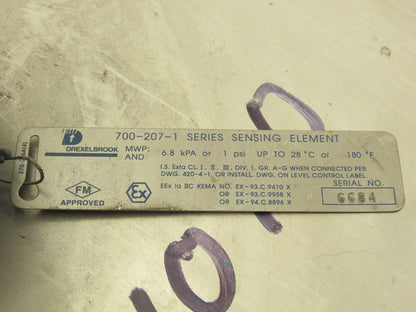 DREXELBROOK
700-207-1 SERIES SENSING ELEMENT
MWP: 6.8 kPA or 1 psi UP TO 28 °C or 180 °F
AND
I.S. ExIa CL. I, II, III, DIV. 1, GR. A-G WHEN CONNECTED PER
DWG. 420-4-1, OR INSTALL. DWG. ON LEVEL CONTROL LABEL
EEx ia IIC KEMA NO. EX-93.C.9410 X
OR EX-93.C.9958 X
OR EX-94.C.8896 X
SERIAL NO.
6684
FM
APPROVED
Ex